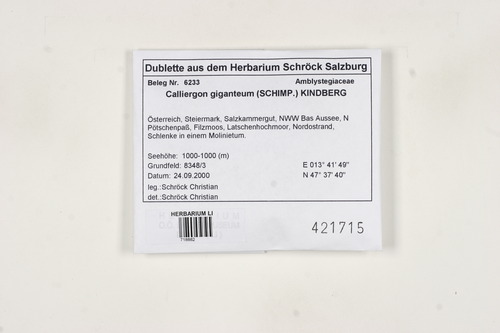 Dublette aus dem Herbarium Schröck Salzburg
Beleg Nr. 6233 Amblystegiaceae
Calliergon giganteum (SCHIMP.) KINDBERG
Österreich, Steiermark, Salzkammergut, NWW Bas Aussee, N
Pötschenpaß, Filzmoos, Latschenhochmoor, Nordostrand,
Schlenke in einem Molinietum.
Seehöhe: 1000-1000 (m)
Grundfeld: 8348/3 E 013° 41' 49"
Datum: 24.09.2000 N 47° 37' 40"
leg.:Schröck Christian
det.:Schröck Christian
HERBARIUM LI
421715